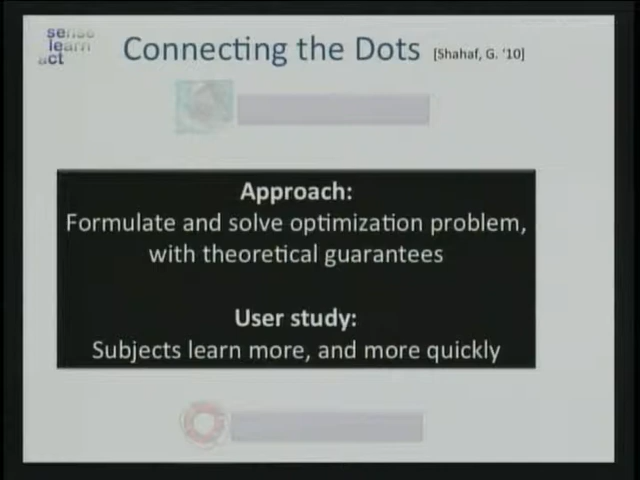 sense
learn
act
Connecting the Dots [Shahaf, G. '10]
Approach:
Formulate and solve optimization problem,
with theoretical guarantees
User study:
Subjects learn more, and more quickly